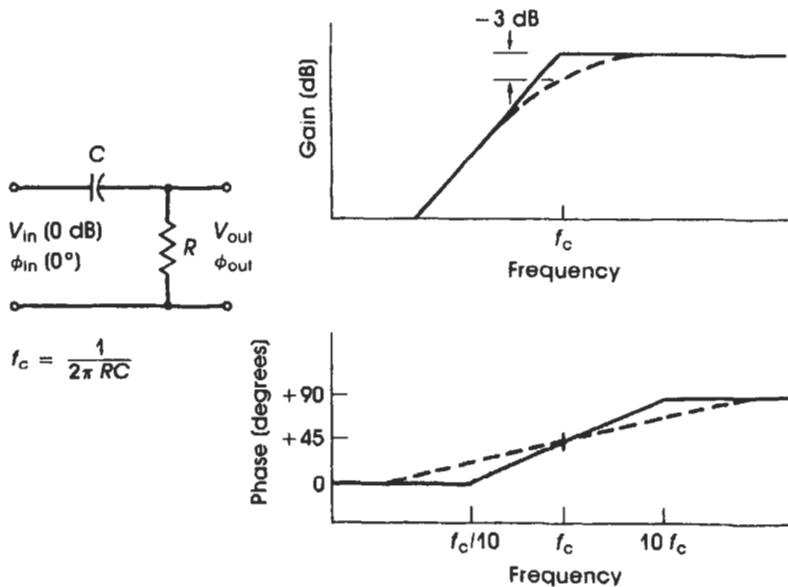 −3 dB
Gain (dB)
f_c
Frequency
C
V_in (0 dB)
ϕ_in (0°)
R
V_out
ϕ_out
f_c = 1 / 2π RC
Phase (degrees)
+90
+45
0
f_c/10
f_c
10 f_c
Frequency